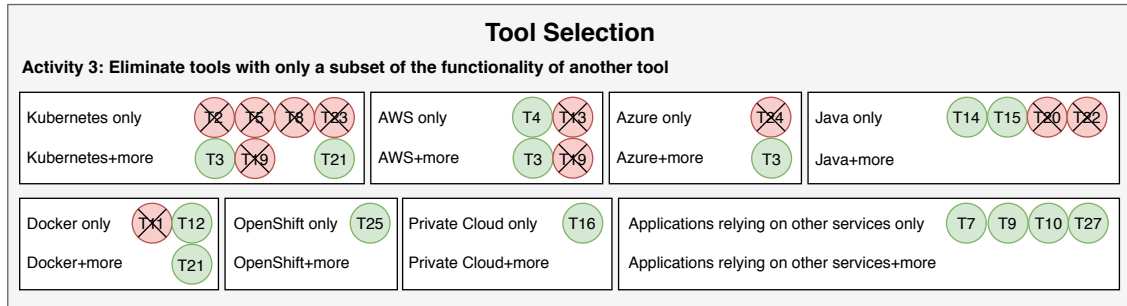 Tool Selection
Activity 3: Eliminate tools with only a subset of the functionality of another tool
Kubernetes only T2 T5 T8 T23
Kubernetes+more T3 T19 T21
AWS only T4 T13
AWS+more T3 T19
Azure only T24
Azure+more T3
Java only T14 T15 T20 T22
Java+more
Docker only T11 T12
Docker+more T21
OpenShift only T25
OpenShift+more
Private Cloud only T16
Private Cloud+more
Applications relying on other services only T7 T9 T10 T27
Applications relying on other services+more